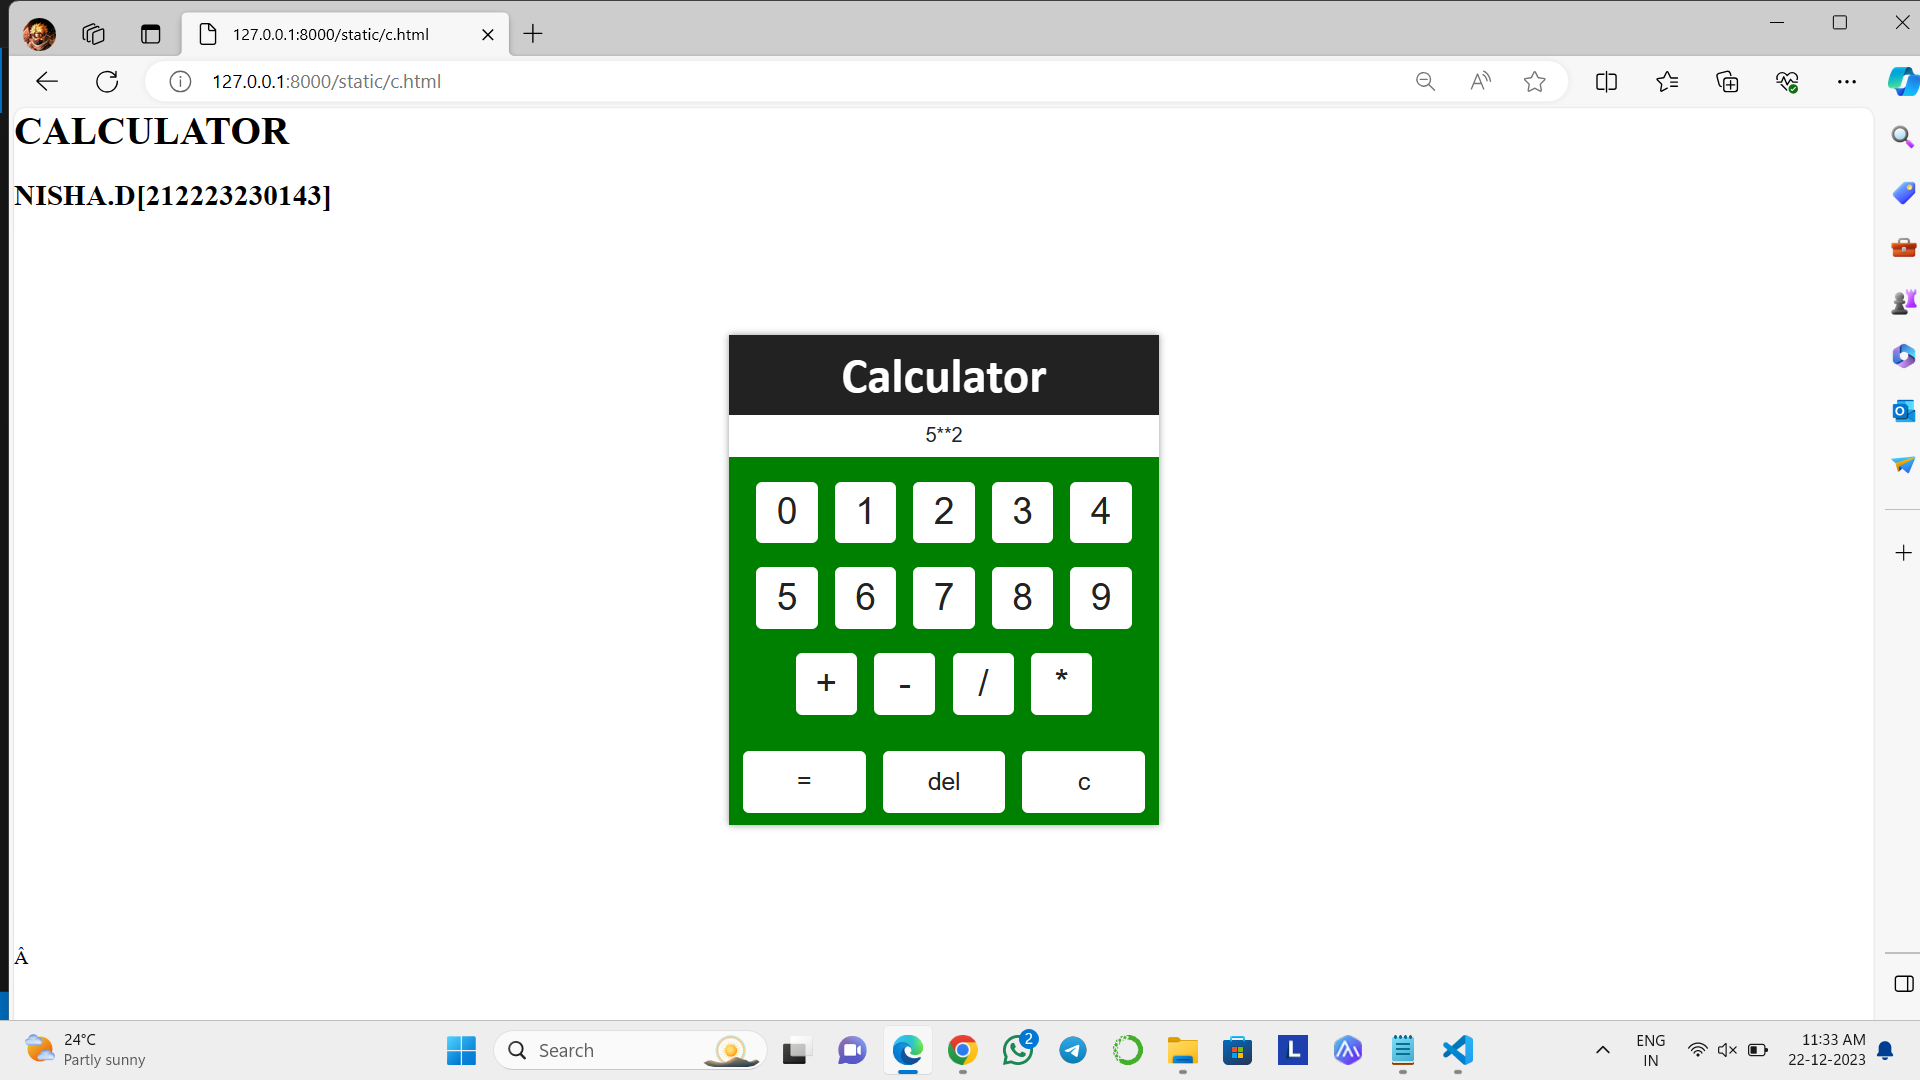 127.0.0.1:8000/static/c.html
127.0.0.1:8000/static/c.html
CALCULATOR
NISHA.D[212223230143]
Calculator
5**2
0 1 2 3 4
5 6 7 8 9
+ - / *
= del c
Â
24°C
Partly sunny
Search
2
L
ENG
IN
11:33 AM
22-12-2023